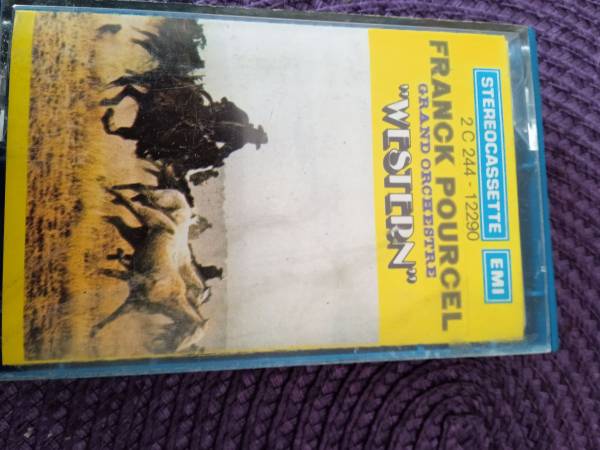 STEREOCASSETTE EMI
2 C 244 - 12290
FRANCK POURCEL
GRAND ORCHESTRE
"WESTERN"